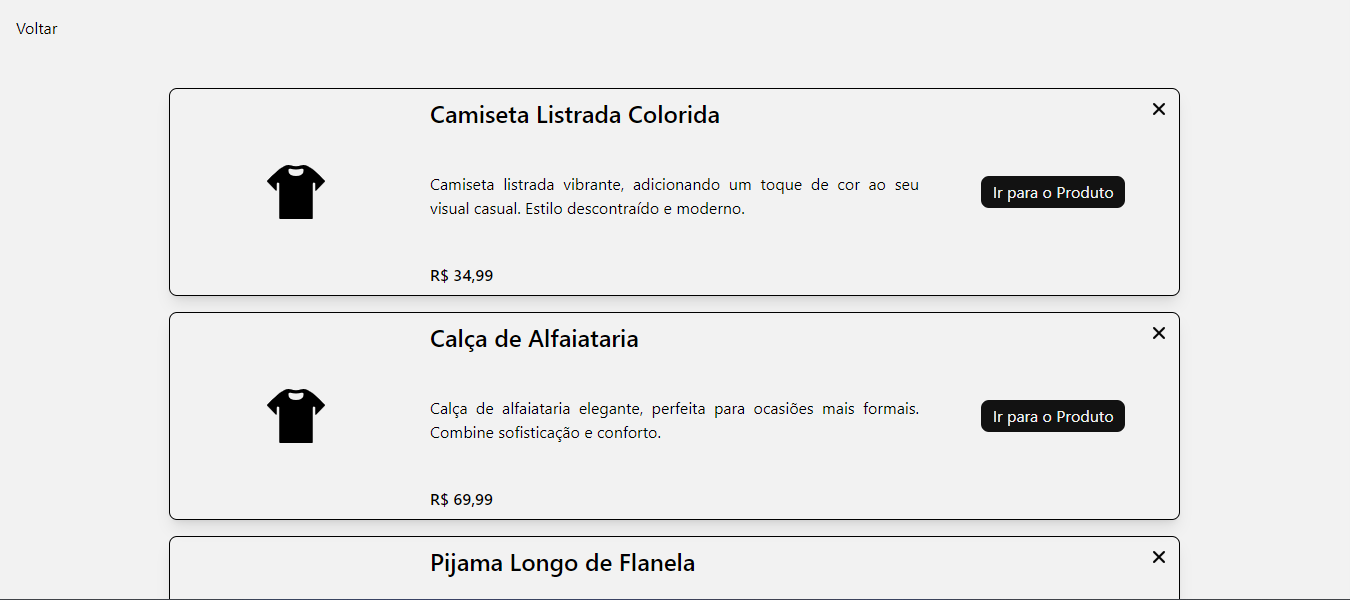 Voltar
Camiseta Listrada Colorida
Camiseta listrada vibrante, adicionando um toque de cor ao seu
visual casual. Estilo descontraído e moderno.
Ir para o Produto
R$ 34,99
Calça de Alfaiataria
Calça de alfaiataria elegante, perfeita para ocasiões mais formais.
Combine sofisticação e conforto.
Ir para o Produto
R$ 69,99
Pijama Longo de Flanela